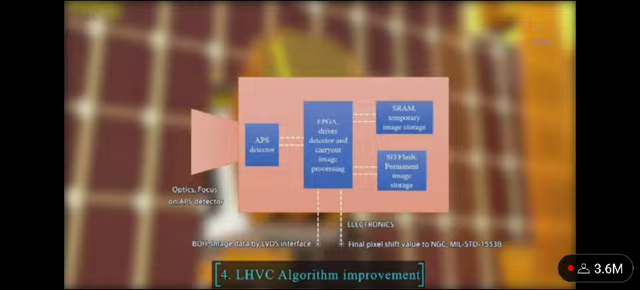 SRAM,
temporary
image storage
FPGA,
drives
detector and
carryout
image
processing
APS
detector
SD Flash,
Permanent
image
storage
Optics, Focus
on APS detector
ELECTRONICS
image data by LVDS interface
Final pixel shift value to NGC, MIL-STD-1553B
4. LHVC Algorithm improvement
3.6M